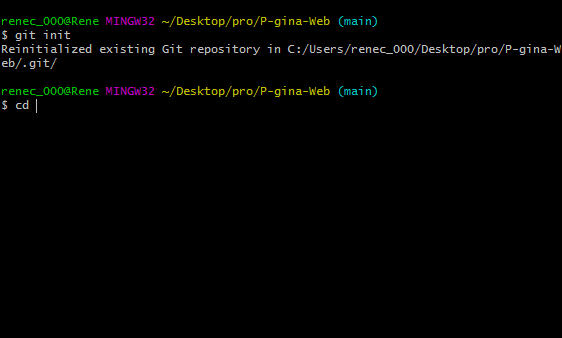 renec_000@Rene MINGW32 ~/Desktop/pro/P-gina-Web (main)
$ git init
Reinitialized existing Git repository in C:/Users/renec_000/Desktop/pro/P-gina-W
eb/.git/
renec_000@Rene MINGW32 ~/Desktop/pro/P-gina-Web (main)
$ cd